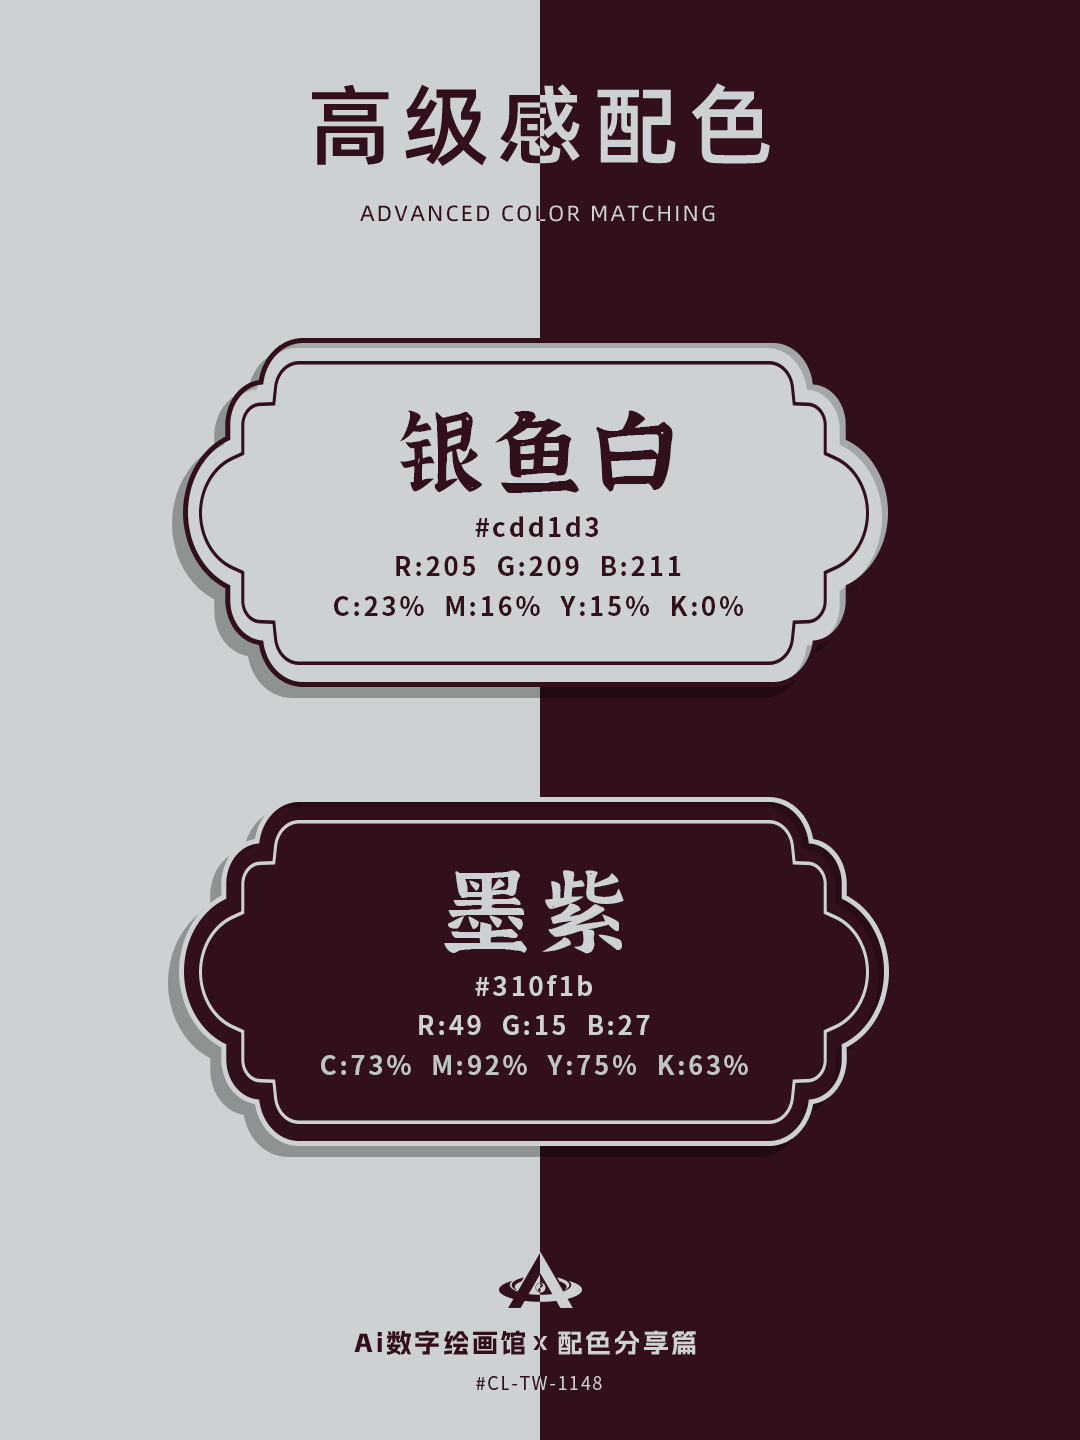 高级感配色
ADVANCED COLOR MATCHING
银鱼白
#cdd1d3
R:205 G:209 B:211
C:23% M:16% Y:15% K:0%
墨紫
#310f1b
R:49 G:15 B:27
C:73% M:92% Y:75% K:63%
Ai数字绘画馆 x 配色分享篇
#CL-TW-1148